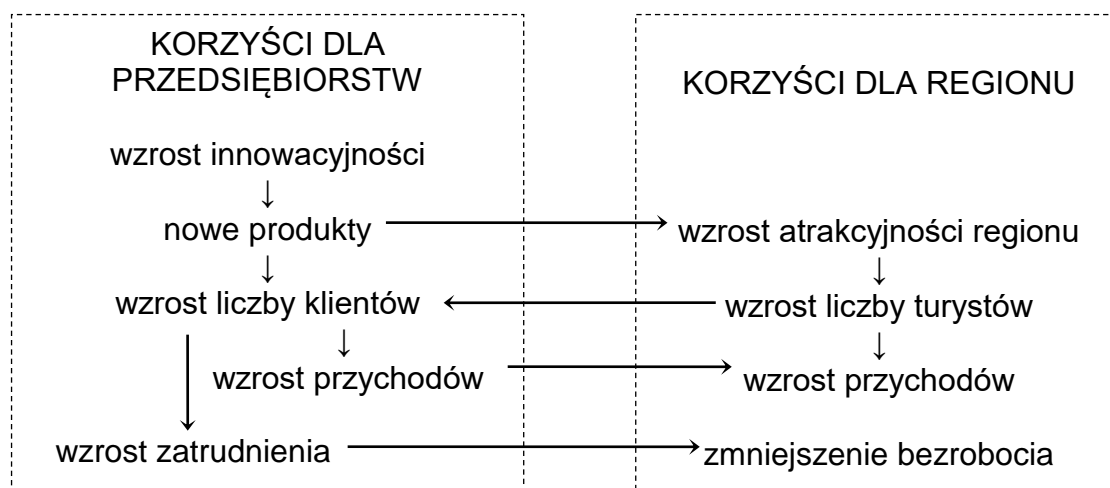 KORZYŚCI DLA
PRZEDSIĘBIORSTW
wzrost innowacyjności
↓
nowe produkty
↓
wzrost liczby klientów
↓
wzrost przychodów
wzrost zatrudnienia
KORZYŚCI DLA REGIONU
wzrost atrakcyjności regionu
↓
wzrost liczby turystów
↓
wzrost przychodów
zmniejszenie bezrobocia